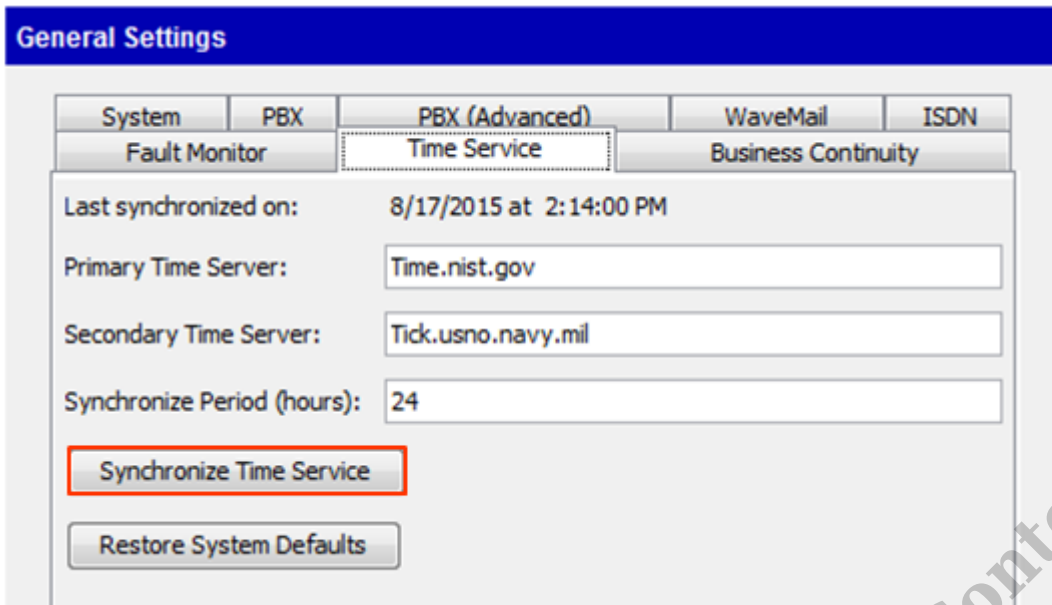 General Settings
System PBX PBX (Advanced) WaveMail ISDN
Fault Monitor Time Service Business Continuity
Last synchronized on: 8/17/2015 at 2:14:00 PM
Primary Time Server: Time.nist.gov
Secondary Time Server: Tick.usno.navy.mil
Synchronize Period (hours): 24
Synchronize Time Service
Restore System Defaults